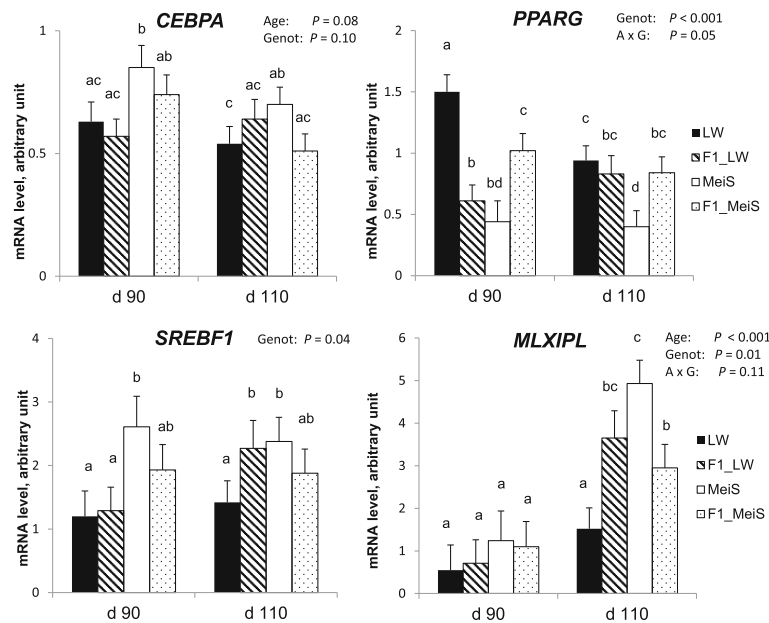 CEBPA
Age: P = 0.08
Genot: P = 0.10
mRNA level, arbitrary unit
1
0.5
0
ac
ac
b
ab
c
ab
ab
ac
d 90
d 110
PPARG
Genot: P < 0.001
A x G: P = 0.05
mRNA level, arbitrary unit
2
1.5
1
0.5
0
a
b
bd
c
c
bc
d
bc
d 90
d 110
LW
F1_LW
MeiS
F1_MeiS
SREBF1
Genot: P = 0.04
mRNA level, arbitrary unit
4
3
2
1
0
a
a
b
ab
a
b
b
ab
d 90
d 110
MLXIPL
Age: P < 0.001
Genot: P = 0.01
A x G: P = 0.11
mRNA level, arbitrary unit
6
5
4
3
2
1
0
a
a
a
a
a
bc
c
b
d 90
d 110
LW
F1_LW
MeiS
F1_MeiS